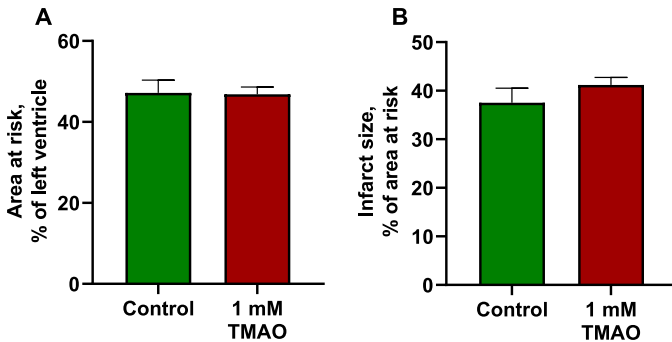 A
Area at risk,
% of left ventricle
60
40
20
0
Control
1 mM
TMAO
B
Infarct size,
% of area at risk
50
40
30
20
10
0
Control
1 mM
TMAO